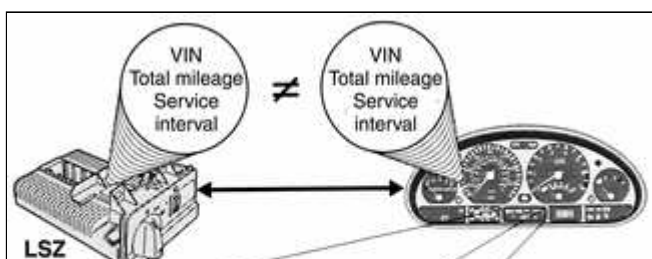 VIN
Total mileage
Service
interval
≠
VIN
Total mileage
Service
interval
LSZ